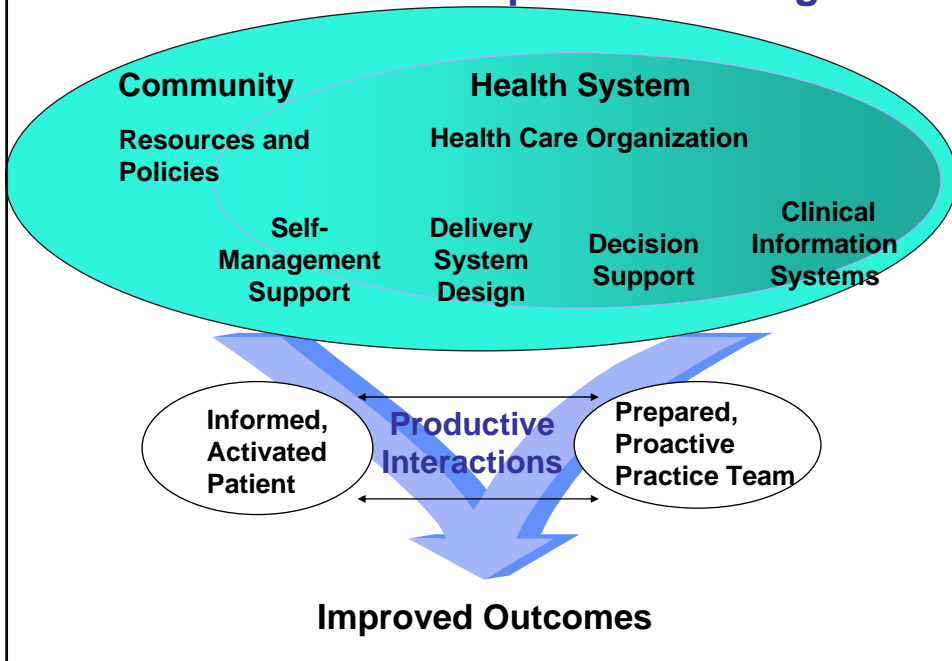 Community
Health System
Resources and
Policies
Health Care Organization
Self-
Management
Support
Delivery
System
Design
Decision
Support
Clinical
Information
Systems
Informed,
Activated
Patient
Productive
Interactions
Prepared,
Proactive
Practice Team
Improved Outcomes